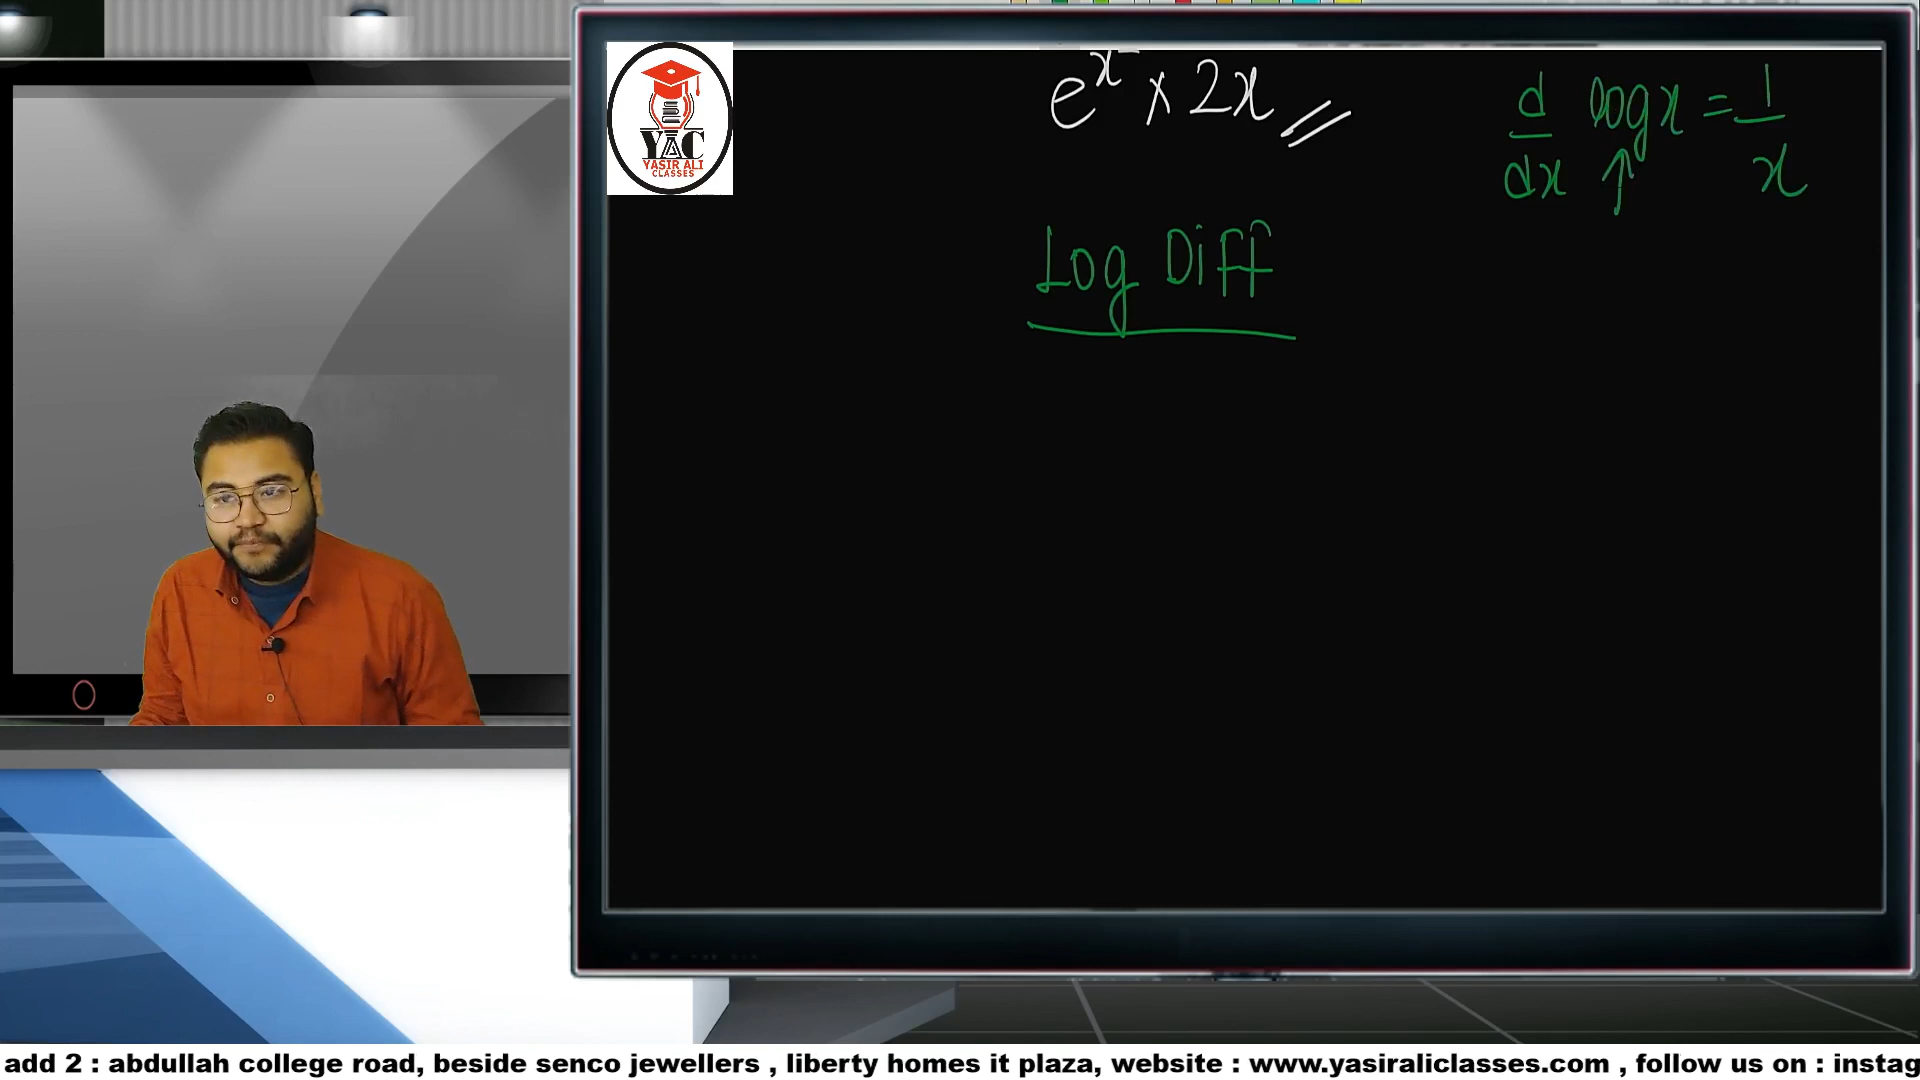 YAC
YASIR ALI
CLASSES
e^x × 2x
d/dx log x = 1/x
Log Diff
add 2 : abdullah college road, beside senco jewellers , liberty homes it plaza, website : www.yasiraliclasses.com , follow us on : instag